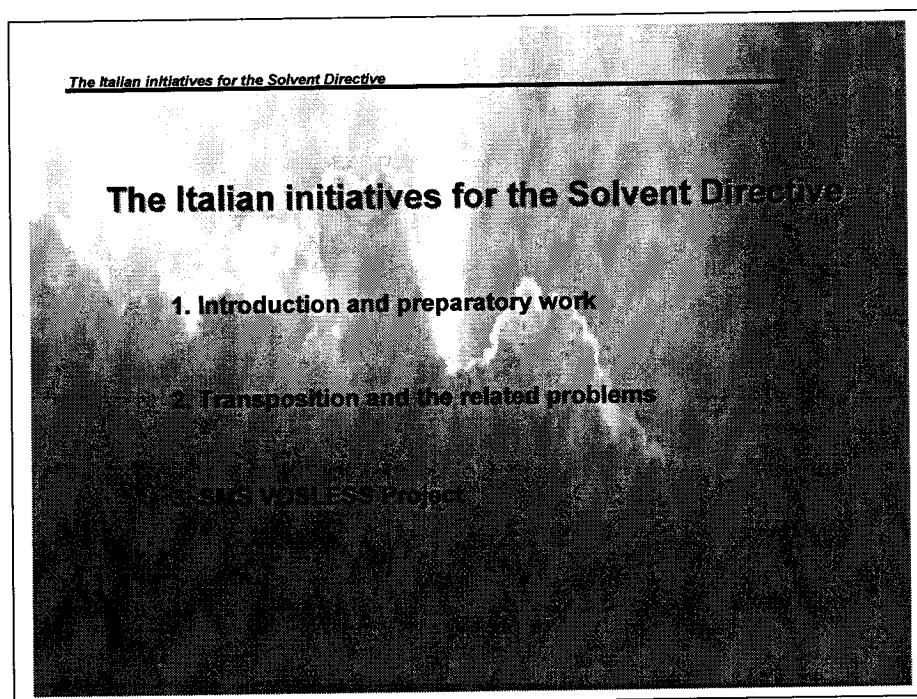 The Italian initiatives for the Solvent Directive
The Italian initiatives for the Solvent Directive
1. Introduction and preparatory work
2. Transposition and the related problems
3. SMS VOSLESS Project